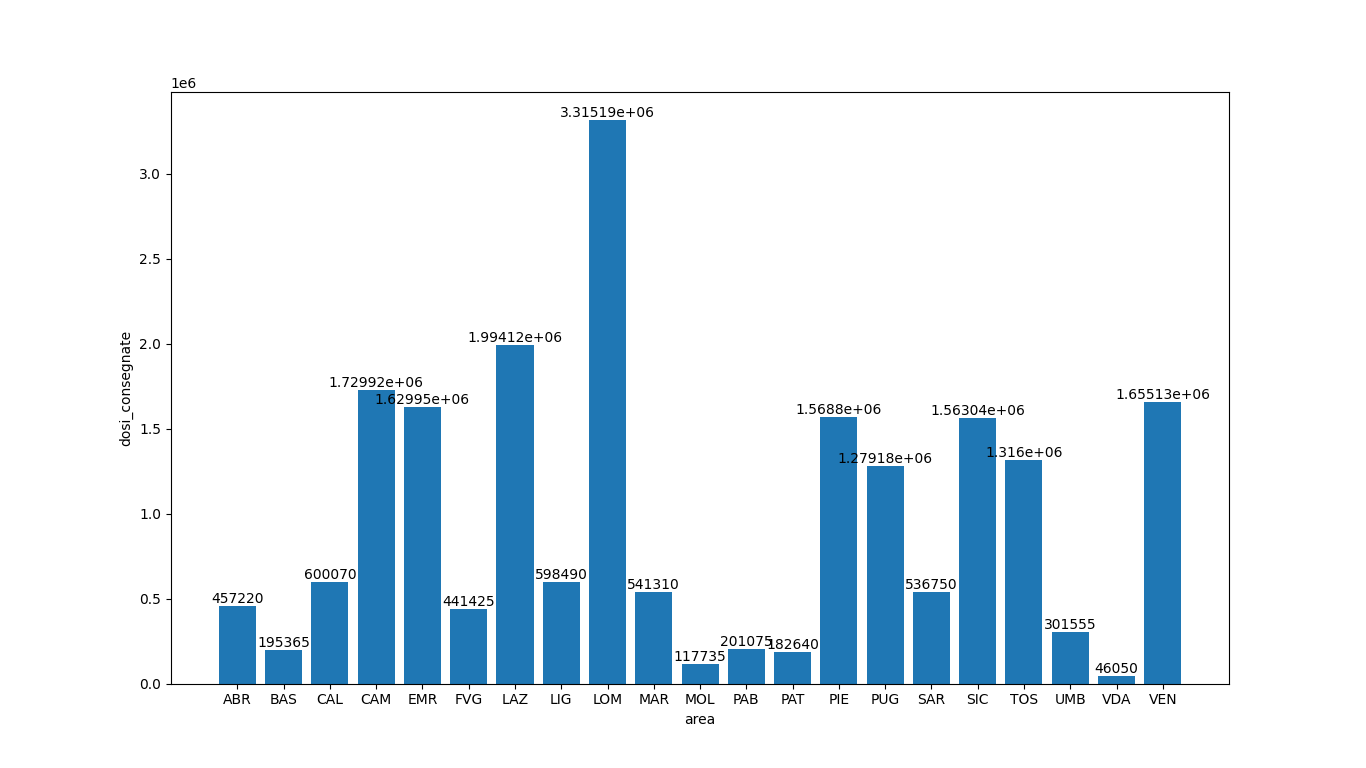 1e6
3.31519e+06
3.0
2.5
2.0
1.99412e+06
1.72992e+06
1.62995e+06
1.5688e+06
1.56304e+06
1.65513e+06
1.5
1.27918e+06
1.316e+06
1.0
0.5
457220
195365
600070
441425
598490
541310
117735
201075
182640
536750
301555
46050
0.0
ABR BAS CAL CAM EMR FVG LAZ LIG LOM MAR MOL PAB PAT PIE PUG SAR SIC TOS UMB VDA VEN
area
dosi_consegnate